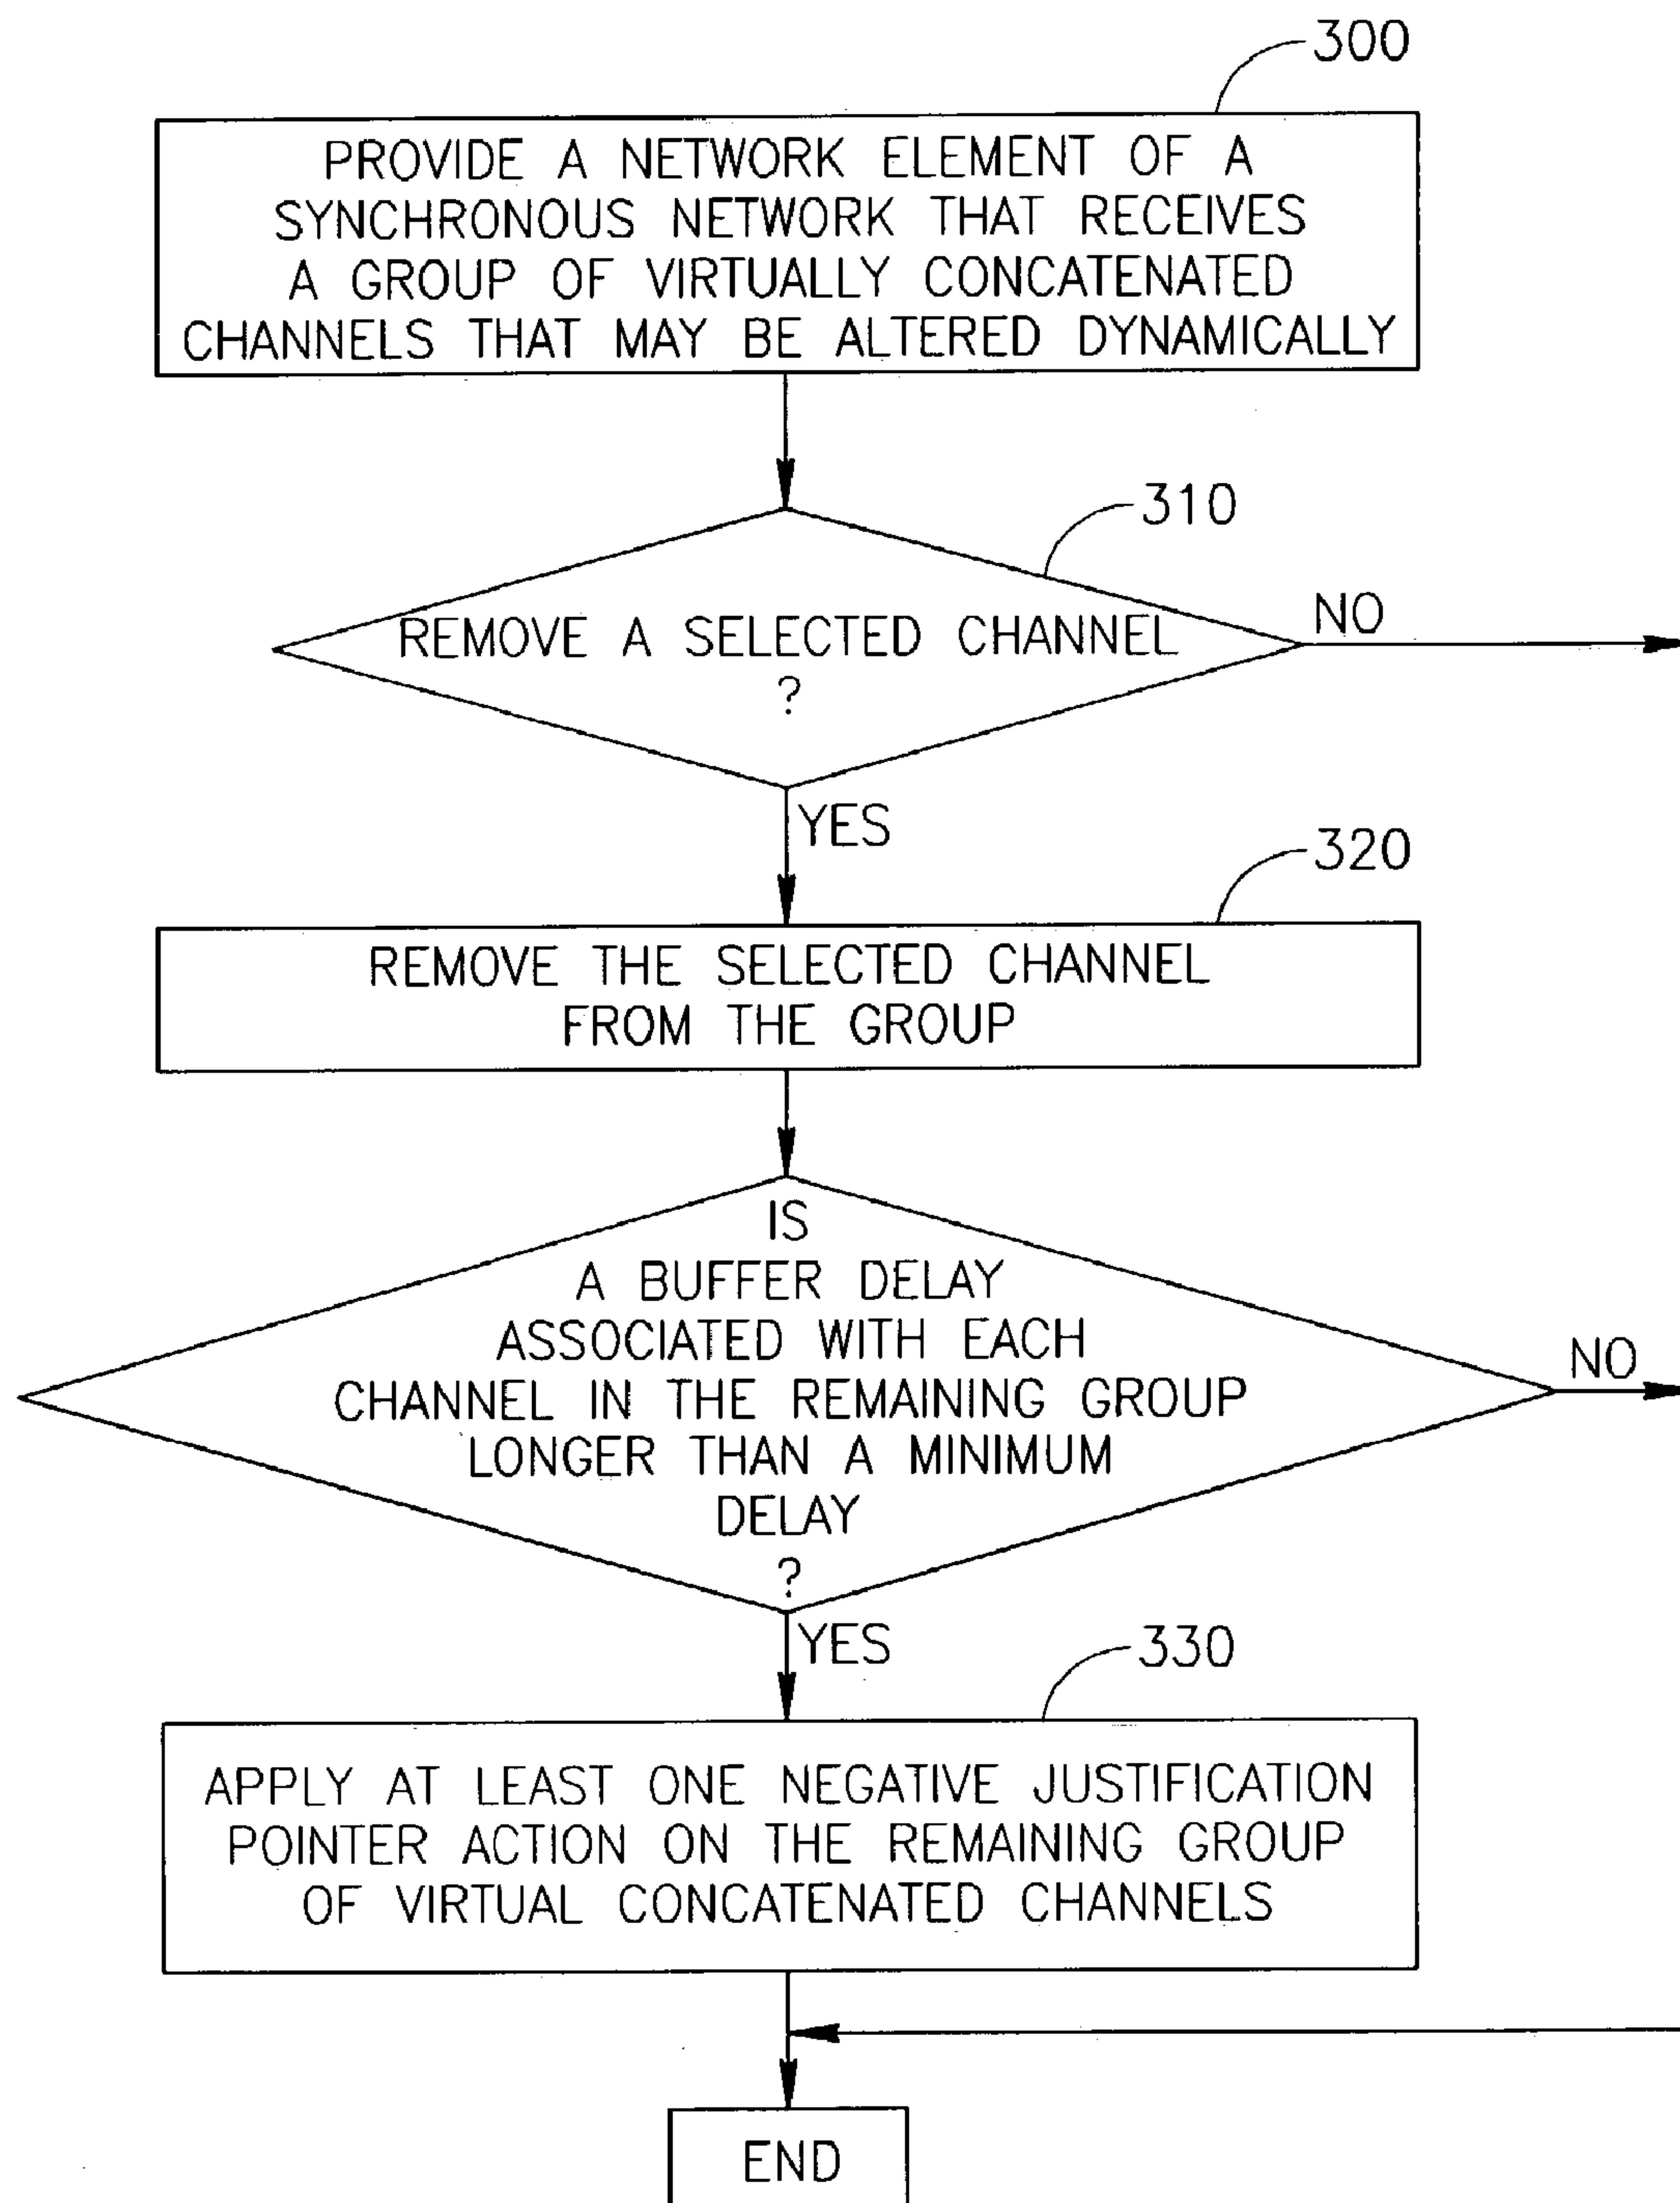 300
PROVIDE A NETWORK ELEMENT OF A
SYNCHRONOUS NETWORK THAT RECEIVES
A GROUP OF VIRTUALLY CONCATENATED
CHANNELS THAT MAY BE ALTERED DYNAMICALLY
310
REMOVE A SELECTED CHANNEL
?
NO
YES
320
REMOVE THE SELECTED CHANNEL
FROM THE GROUP
IS
A BUFFER DELAY
ASSOCIATED WITH EACH
CHANNEL IN THE REMAINING GROUP
LONGER THAN A MINIMUM
DELAY
?
NO
YES
330
APPLY AT LEAST ONE NEGATIVE JUSTIFICATION
POINTER ACTION ON THE REMAINING GROUP
OF VIRTUAL CONCATENATED CHANNELS
END